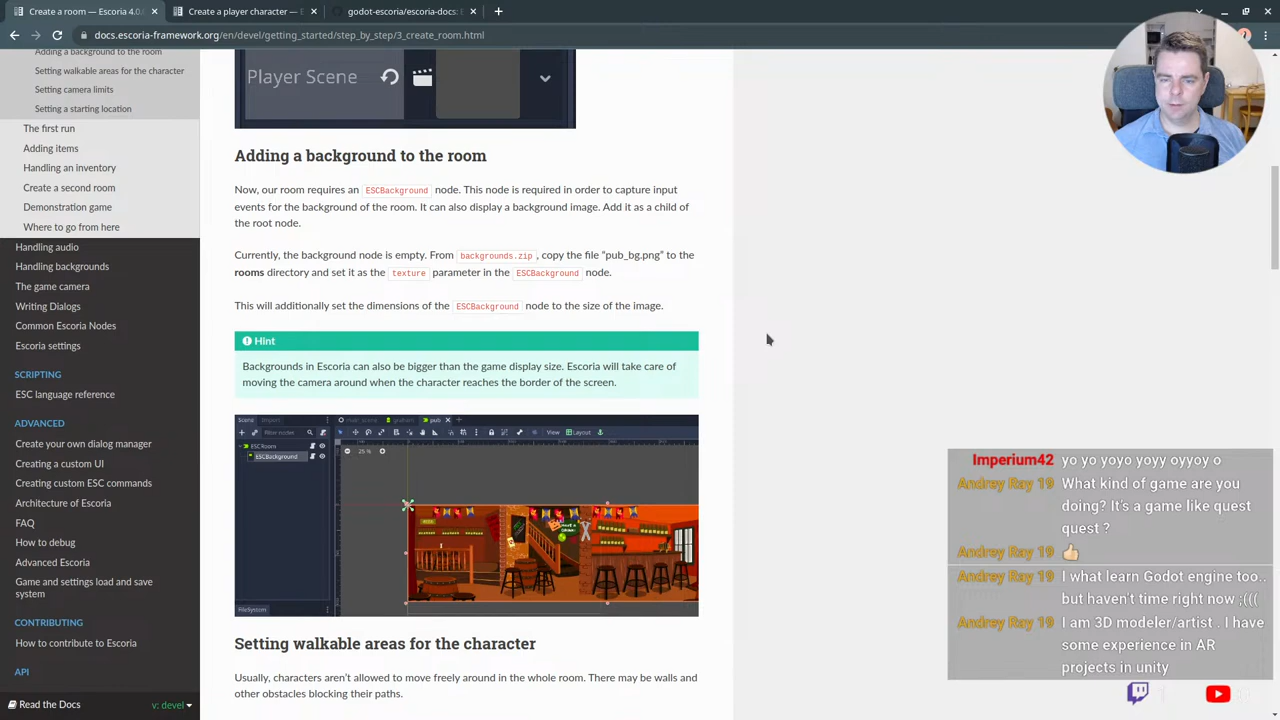 Create a room — Escoria 4.0.
Create a player character — E
godot-escoria/escoria-docs: E
docs.escoria-framework.org/en/devel/getting_started/step_by_step/3_create_room.html
Adding a background to the room
Setting walkable areas for the character
Setting camera limits
Setting a starting location
The first run
Adding items
Handling an inventory
Create a second room
Demonstration game
Where to go from here
Handling audio
Handling backgrounds
The game camera
Writing Dialogs
Common Escoria Nodes
Escoria settings
SCRIPTING
ESC language reference
ADVANCED
Create your own dialog manager
Creating a custom UI
Creating custom ESC commands
Architecture of Escoria
FAQ
How to debug
Advanced Escoria
Game and settings load and save
system
CONTRIBUTING
How to contribute to Escoria
API
Read the Docs
v: devel
Player Scene
Adding a background to the room
Now, our room requires an ESCBackground node. This node is required in order to capture input
events for the background of the room. It can also display a background image. Add it as a child of
the root node.
Currently, the background node is empty. From backgrounds.zip, copy the file “pub_bg.png” to the
rooms directory and set it as the texture parameter in the ESCBackground node.
This will additionally set the dimensions of the ESCBackground node to the size of the image.
Hint
Backgrounds in Escoria can also be bigger than the game display size. Escoria will take care of
moving the camera around when the character reaches the border of the screen.
Scene Import
main_scene
graham
pub
Filter nodes
View Layout
ESCRoom
ESCBackground
25 %
FileSystem
Setting walkable areas for the character
Usually, characters aren’t allowed to move freely around in the whole room. There may be walls and
other obstacles blocking their paths.
Imperium42 yo yo yoyo yoyy oyyoy o
Andrey Ray 19 What kind of game are you
doing? It's a game like quest
quest ?
Andrey Ray 19 👍
Andrey Ray 19 I what learn Godot engine too..
but haven't time right now ;(((
Andrey Ray 19 I am 3D modeler/artist . I have
some experience in AR
projects in unity